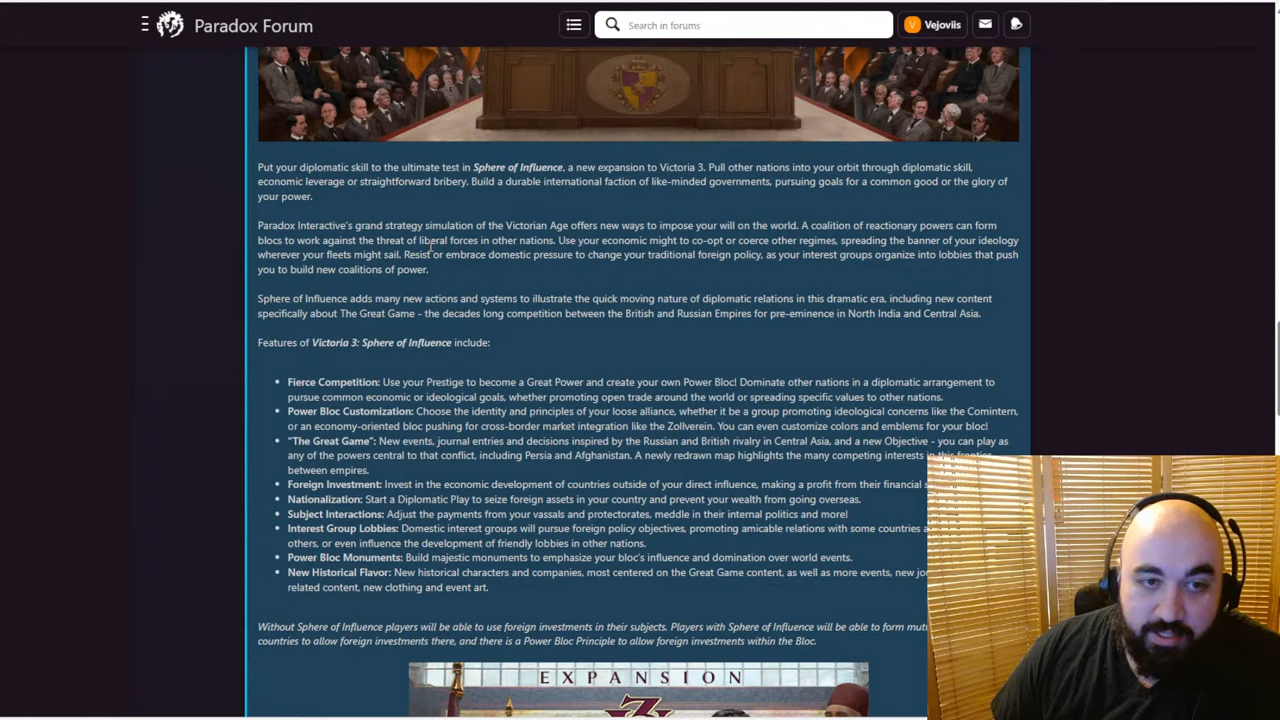 Paradox Forum
Search in forums
V Vejoviis
Put your diplomatic skill to the ultimate test in Sphere of Influence, a new expansion to Victoria 3. Pull other nations into your orbit through diplomatic skill,
economic leverage or straightforward bribery. Build a durable international faction of like-minded governments, pursuing goals for a common good or the glory of
your power.
Paradox Interactive's grand strategy simulation of the Victorian Age offers new ways to impose your will on the world. A coalition of reactionary powers can form
blocs to work against the threat of liberal forces in other nations. Use your economic might to co-opt or coerce other regimes, spreading the banner of your ideology
wherever your fleets might sail. Resist or embrace domestic pressure to change your traditional foreign policy, as your interest groups organize into lobbies that push
you to build new coalitions of power.
Sphere of Influence adds many new actions and systems to illustrate the quick moving nature of diplomatic relations in this dramatic era, including new content
specifically about The Great Game - the decades long competition between the British and Russian Empires for pre-eminence in North India and Central Asia.
Features of Victoria 3: Sphere of Influence include:
• Fierce Competition: Use your Prestige to become a Great Power and create your own Power Bloc! Dominate other nations in a diplomatic arrangement to
pursue common economic or ideological goals, whether promoting open trade around the world or spreading specific values to other nations.
• Power Bloc Customization: Choose the identity and principles of your loose alliance, whether it be a group promoting ideological concerns like the Comintern,
or an economy-oriented bloc pushing for cross-border market integration like the Zollverein. You can even customize colors and emblems for your bloc!
• "The Great Game": New events, journal entries and decisions inspired by the Russian and British rivalry in Central Asia, and a new Objective - you can play as
any of the powers central to that conflict, including Persia and Afghanistan. A newly redrawn map highlights the many competing interests in this frontier
between empires.
• Foreign Investment: Invest in the economic development of countries outside of your direct influence, making a profit from their financial
• Nationalization: Start a Diplomatic Play to seize foreign assets in your country and prevent your wealth from going overseas.
• Subject Interactions: Adjust the payments from your vassals and protectorates, meddle in their internal politics and more!
• Interest Group Lobbies: Domestic interest groups will pursue foreign policy objectives, promoting amicable relations with some countries
others, or even influence the development of friendly lobbies in other nations.
• Power Bloc Monuments: Build majestic monuments to emphasize your bloc's influence and domination over world events.
• New Historical Flavor: New historical characters and companies, most centered on the Great Game content, as well as more events, new
related content, new clothing and event art.
Without Sphere of Influence players will be able to use foreign investments in their subjects. Players with Sphere of Influence will be able to form
countries to allow foreign investments there, and there is a Power Bloc Principle to allow foreign investments within the Bloc.
EXPANSION
3